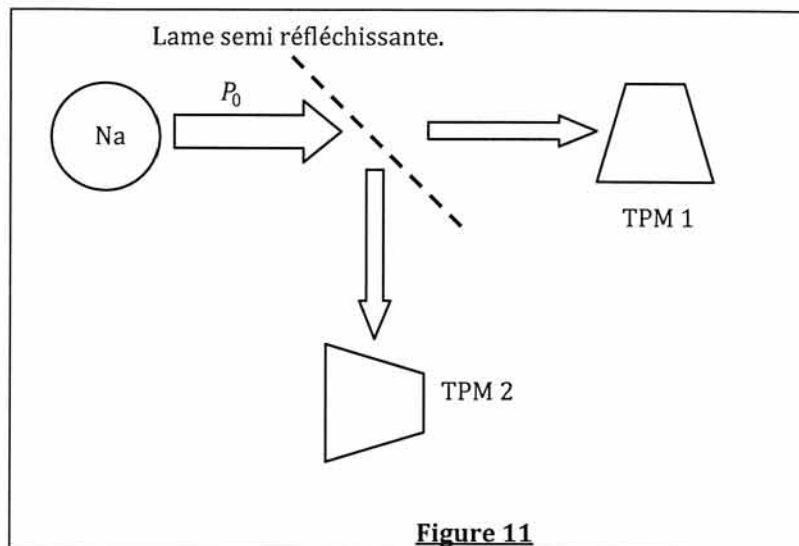 Lame semi réfléchissante.
P₀
Na
TPM 1
TPM 2
Figure 11